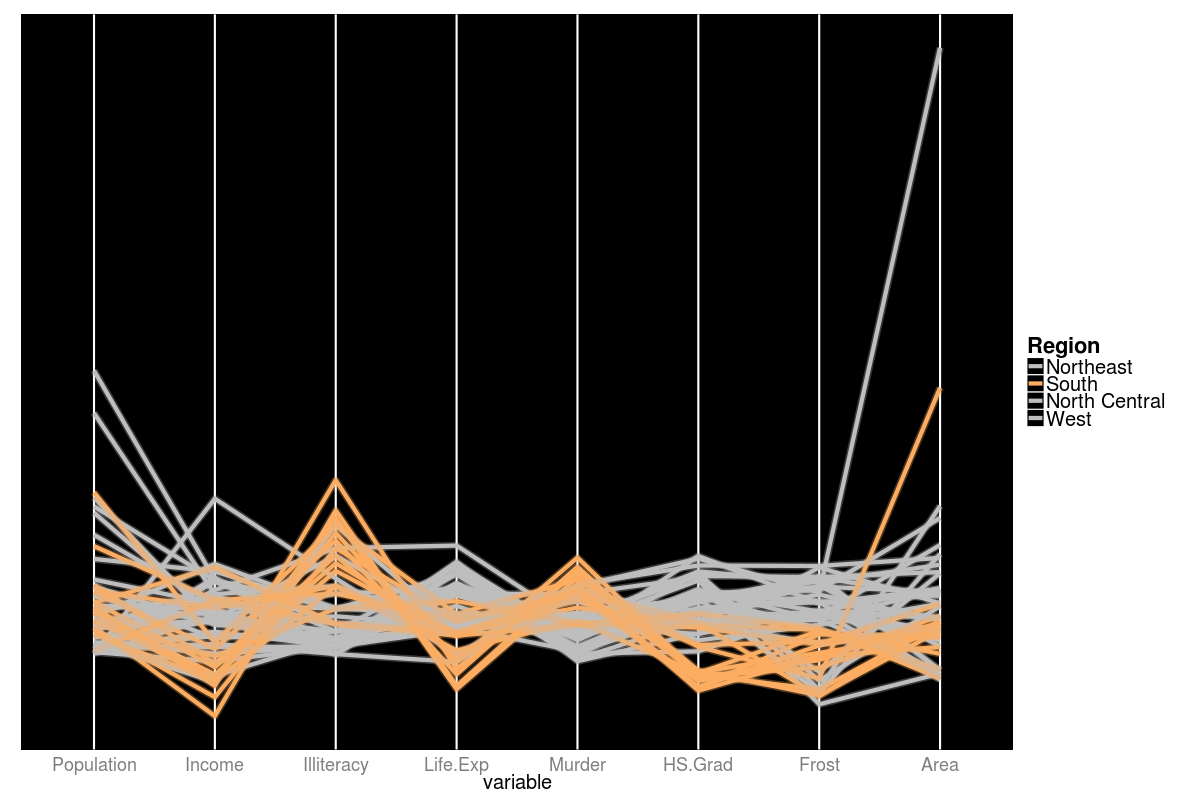 Region
Northeast
South
North Central
West
Population Income Illiteracy Life.Exp Murder HS.Grad Frost Area
variable